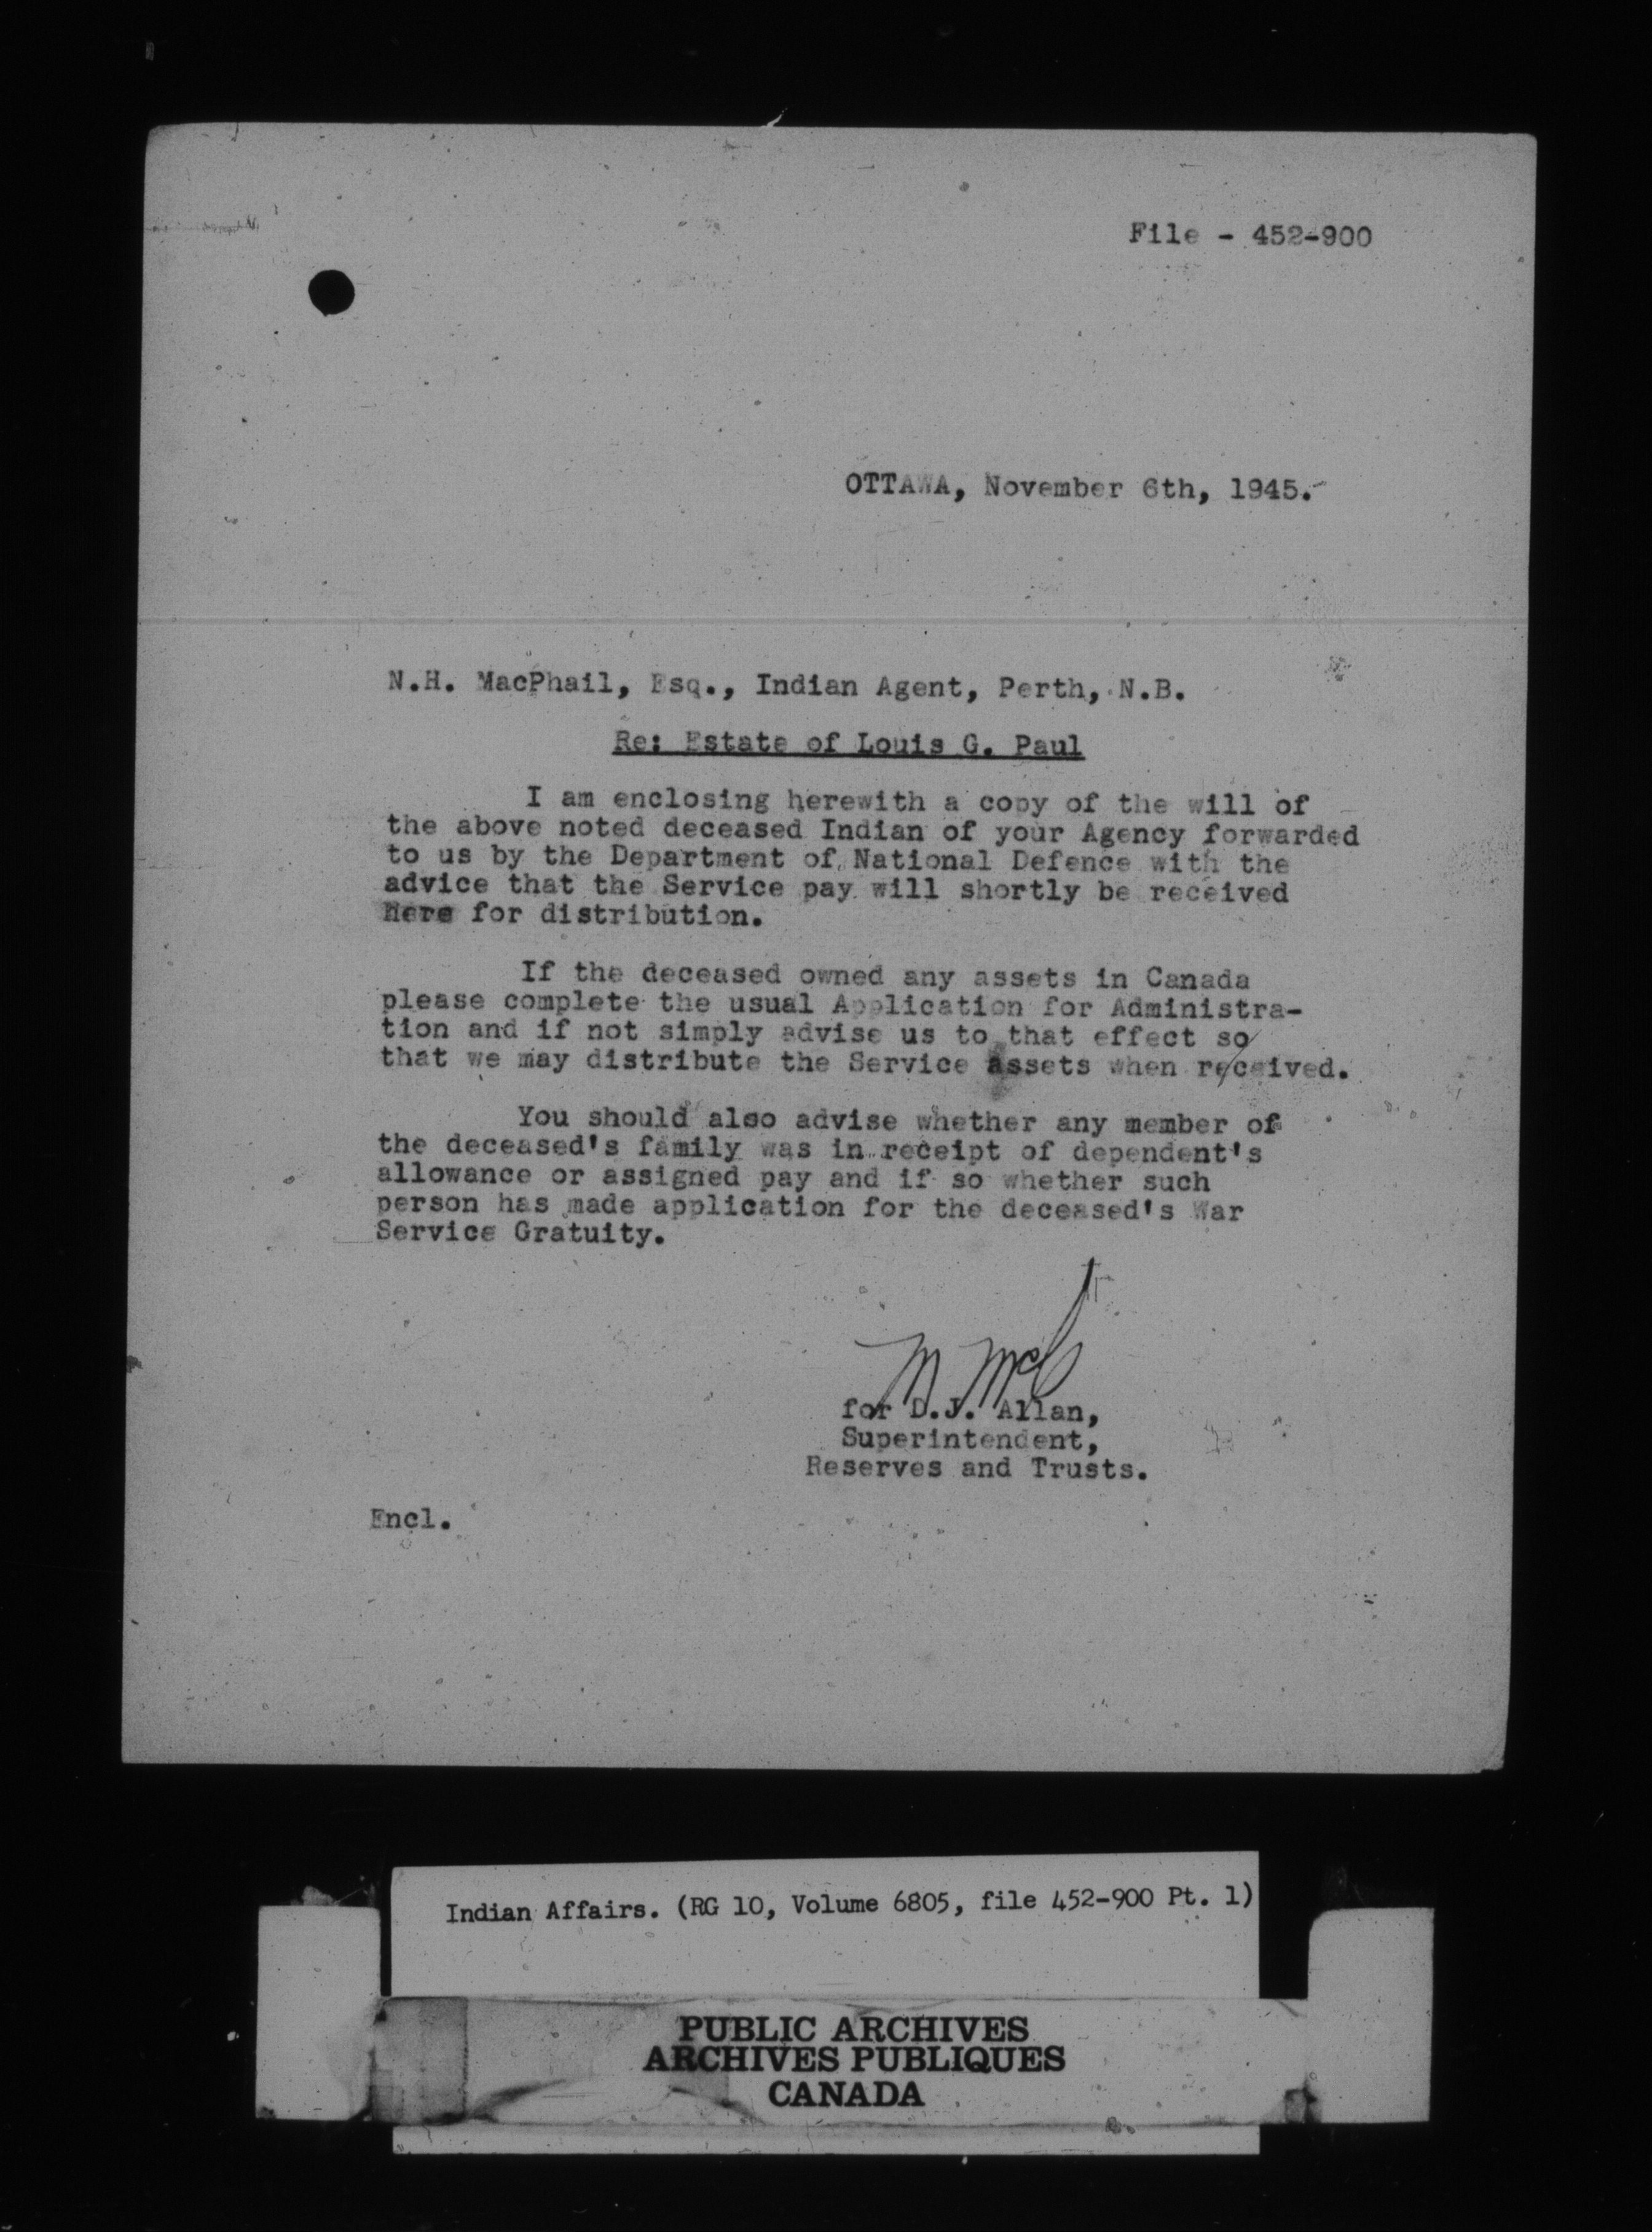 File - 452-900
OTTAWA, November 6th, 1945.
N.H. MacPhail, Esq., Indian Agent, Perth, N.B.
Re: Estate of Louis G. Paul
I am enclosing herewith a copy of the will of
the above noted deceased Indian of your Agency forwarded
to us by the Department of National Defence with the
advice that the Service pay will shortly be received
here for distribution.
If the deceased owned any assets in Canada
please complete the usual Application for Administra-
tion and if not simply advise us to that effect so
that we may distribute the Service Assets when received.
You should also advise whether any member of
the deceased's family was in receipt of dependent's
allowance or assigned pay and if so whether such
person has made application for the deceased's War
Service Gratuity.
for D.J. Allan,
Superintendent,
Reserves and Trusts.
Encl.
Indian Affairs. (RG 10, Volume 6805, file 452-900 Pt. 1)
PUBLIC ARCHIVES
ARCHIVES PUBLIQUES
CANADA